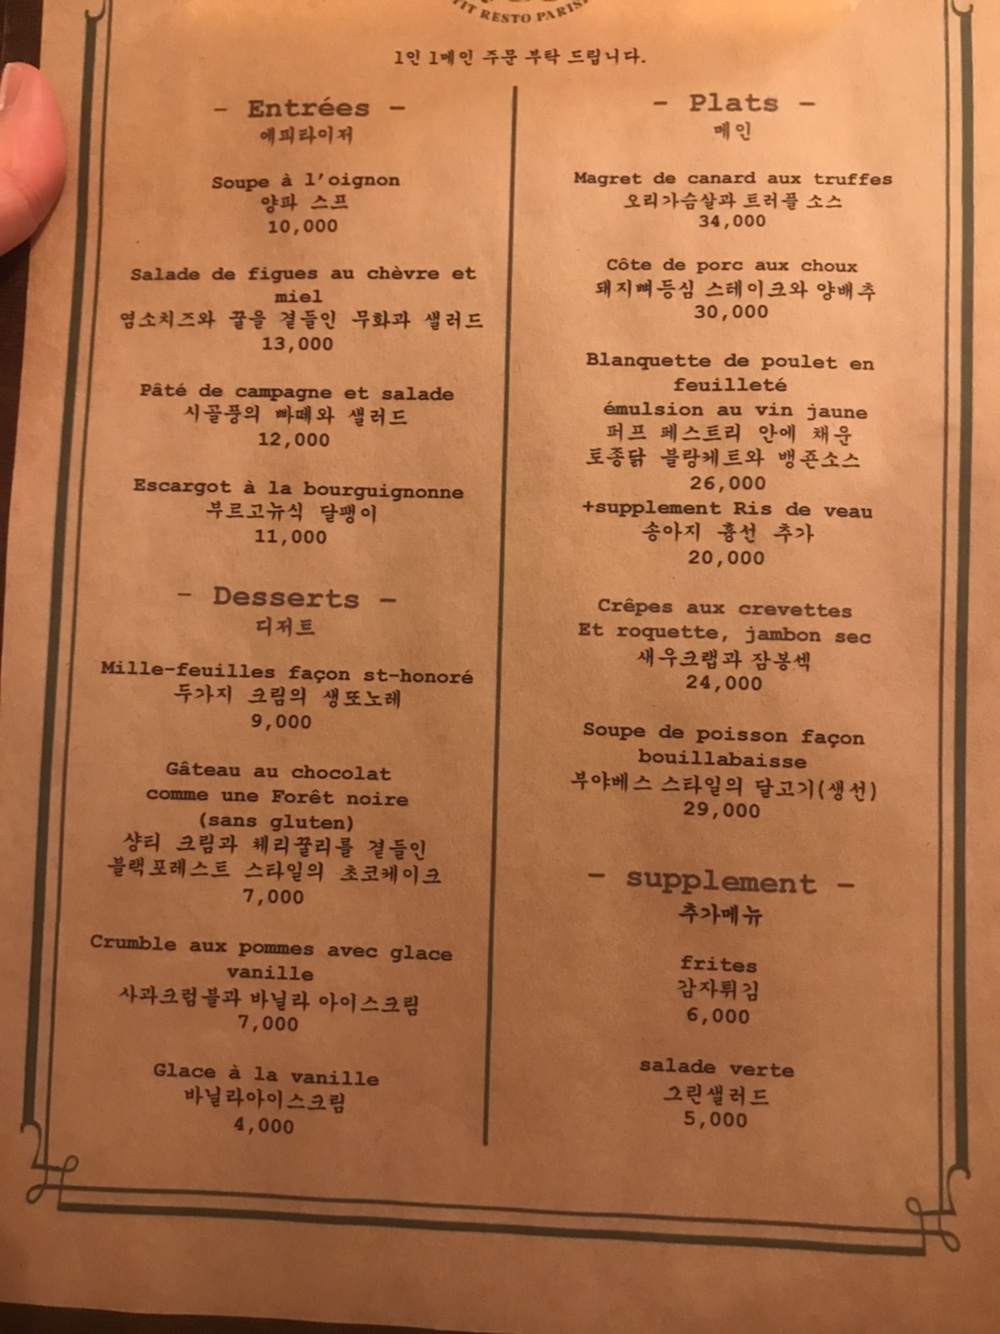 TIT RESTO PARIS
1인 1메인 주문 부탁 드립니다.
- Entrées -
에피타이저
Soupe à l'oignon
양파 스프
10,000
Salade de figues au chèvre et
miel
염소치즈와 꿀을 곁들인 무화과 샐러드
13,000
Pâté de campagne et salade
시골풍의 빠떼와 샐러드
12,000
Escargot à la bourguignonne
부르고뉴식 달팽이
11,000
- Desserts -
디저트
Mille-feuilles façon st-honoré
두가지 크림의 생또노레
9,000
Gâteau au chocolat
comme une Forêt noire
(sans gluten)
샹티 크림과 체리꿀리를 곁들인
블랙포레스트 스타일의 초코케이크
7,000
Crumble aux pommes avec glace
vanille
사과크럼블과 바닐라 아이스크림
7,000
Glace à la vanille
바닐라아이스크림
4,000
- Plats -
메인
Magret de canard aux truffes
오리가슴살과 트러플 소스
34,000
Côte de porc aux choux
돼지뼈등심 스테이크와 양배추
30,000
Blanquette de poulet en
feuilleté
émulsion au vin jaune
퍼프 페스트리 안에 채운
토종닭 블랑케트와 뱅죤소스
26,000
+supplement Ris de veau
송아지 흉선 추가
20,000
Crêpes aux crevettes
Et roquette, jambon sec
새우크랩과 잠봉섹
24,000
Soupe de poisson façon
bouillabaisse
부야베스 스타일의 달고기(생선)
29,000
- supplement -
추가메뉴
frites
감자튀김
6,000
salade verte
그린샐러드
5,000